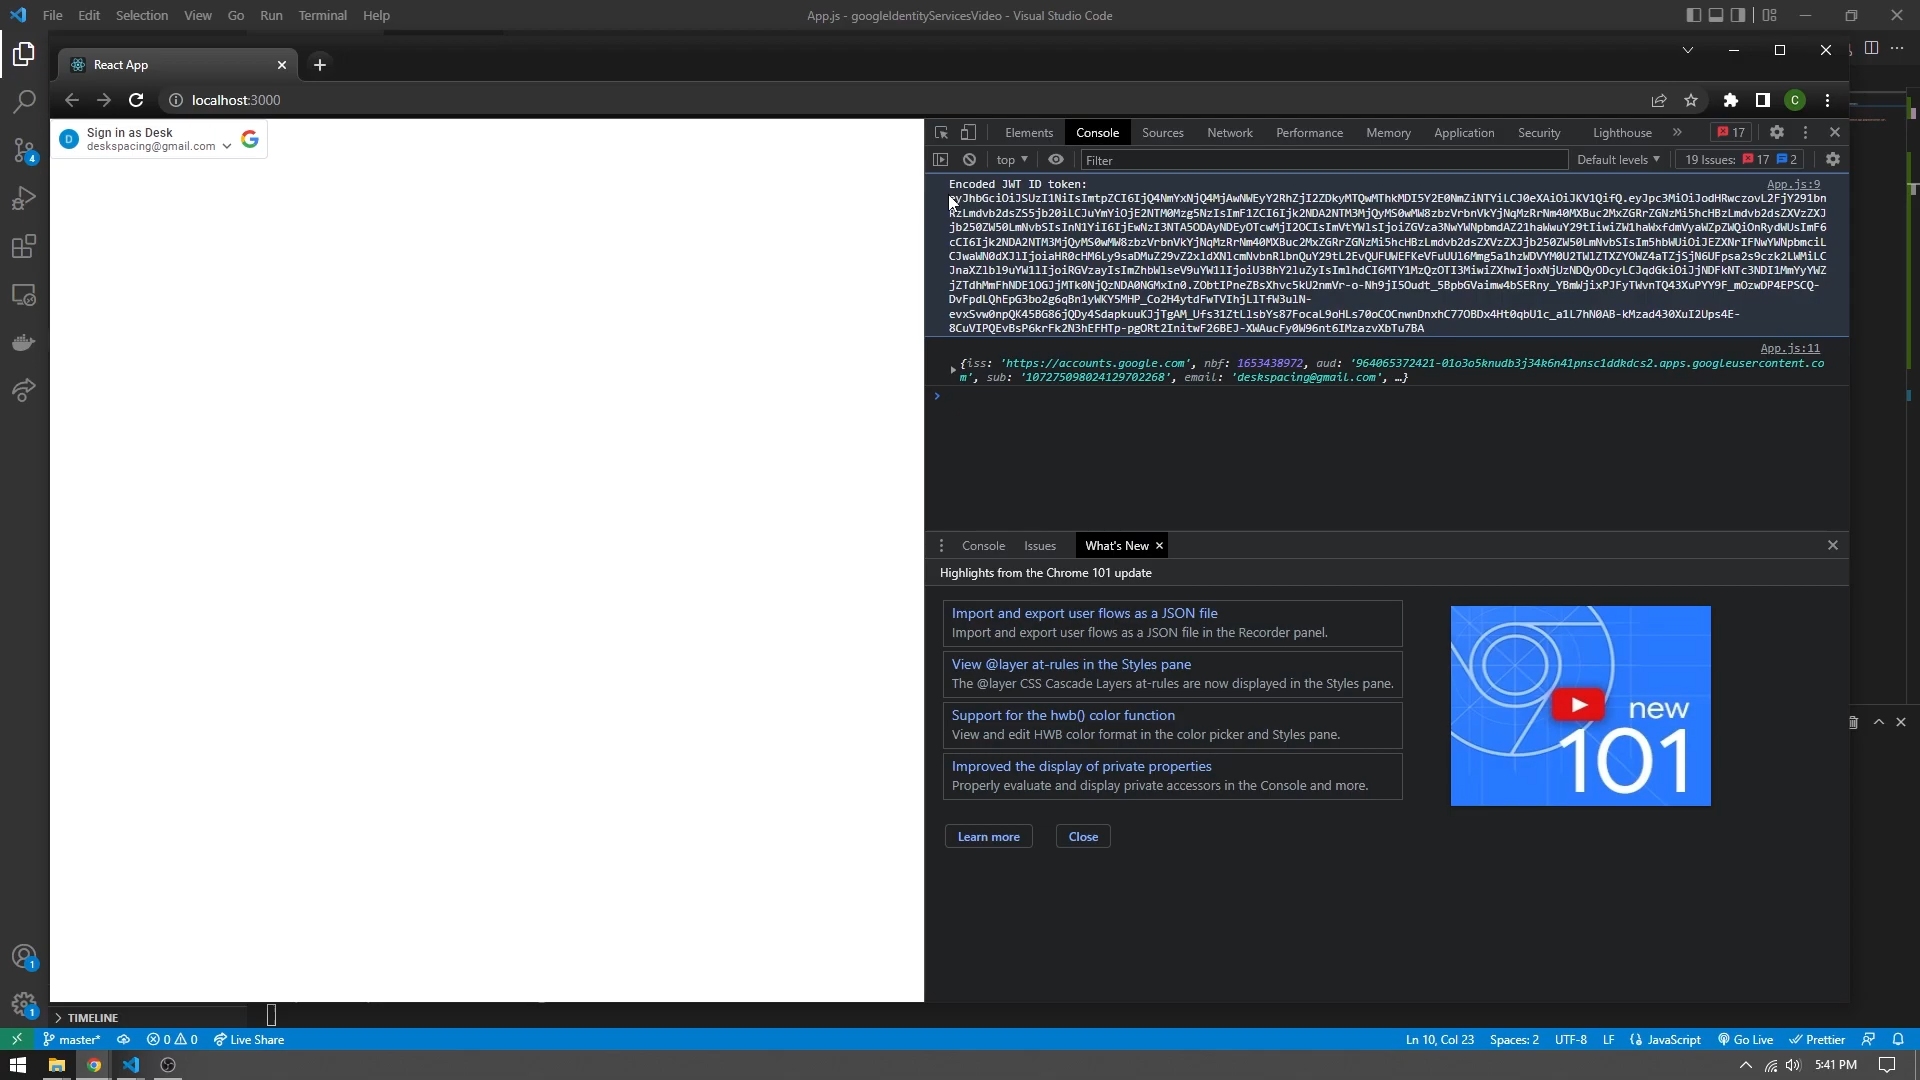 File Edit Selection View Go Run Terminal Help
App.js - googleIdentityServicesVideo - Visual Studio Code
React App
localhost:3000
C
D
Sign in as Desk
deskspacing@gmail.com
Elements Console Sources Network Performance Memory Application Security Lighthouse
17
top
Filter
Default levels
19 Issues: 17 2
Encoded JWT ID token:
App.js:9
App.js:11
{iss: 'https://accounts.google.com', nbf: 1653438972, aud: '964065372421-01o3o5knudb3j34k6n41pnsc1ddkdcs2.apps.googleusercontent.co
m', sub: '107275098024129702268', email: 'deskspacing@gmail.com', …}
Console Issues What's New
Highlights from the Chrome 101 update
Import and export user flows as a JSON file
Import and export user flows as a JSON file in the Recorder panel.
View @layer at-rules in the Styles pane
The @layer CSS Cascade Layers at-rules are now displayed in the Styles pane.
Support for the hwb() color function
View and edit HWB color format in the color picker and Styles pane.
Improved the display of private properties
Properly evaluate and display private accessors in the Console and more.
new
101
Learn more Close
4
1
1
TIMELINE
master* 0 0 Live Share
Ln 10, Col 23 Spaces: 2 UTF-8 LF {} JavaScript Go Live Prettier
5:41 PM